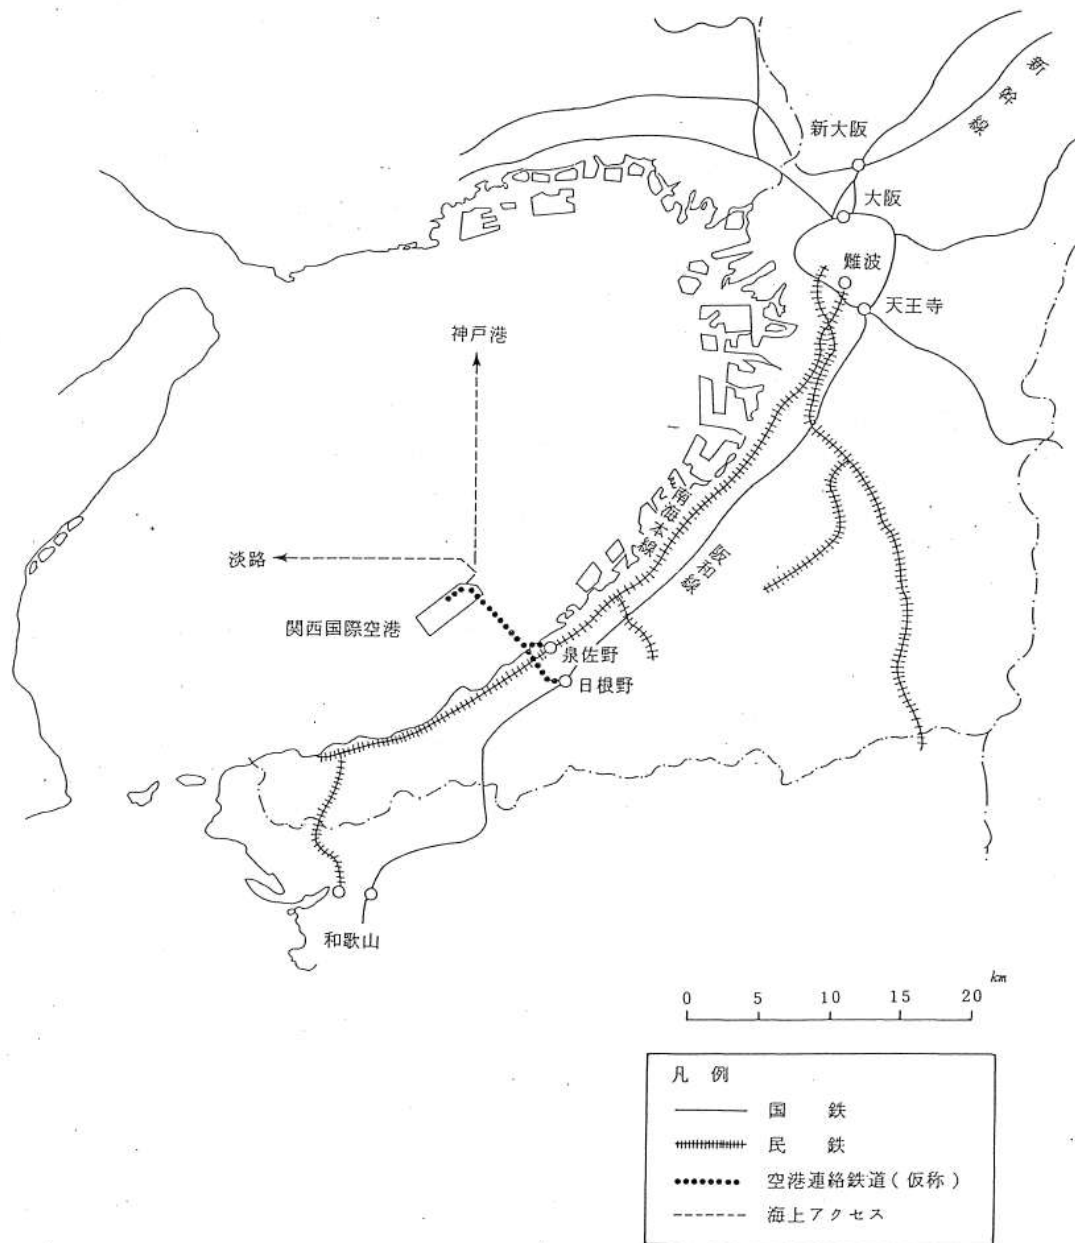 新幹線
新大阪
大阪
難波
天王寺
神戸港
南海本線
阪和線
淡路
関西国際空港
泉佐野
日根野
和歌山
km
0 5 10 15 20
凡例
国鉄
民鉄
空港連絡鉄道(仮称)
海上アクセス